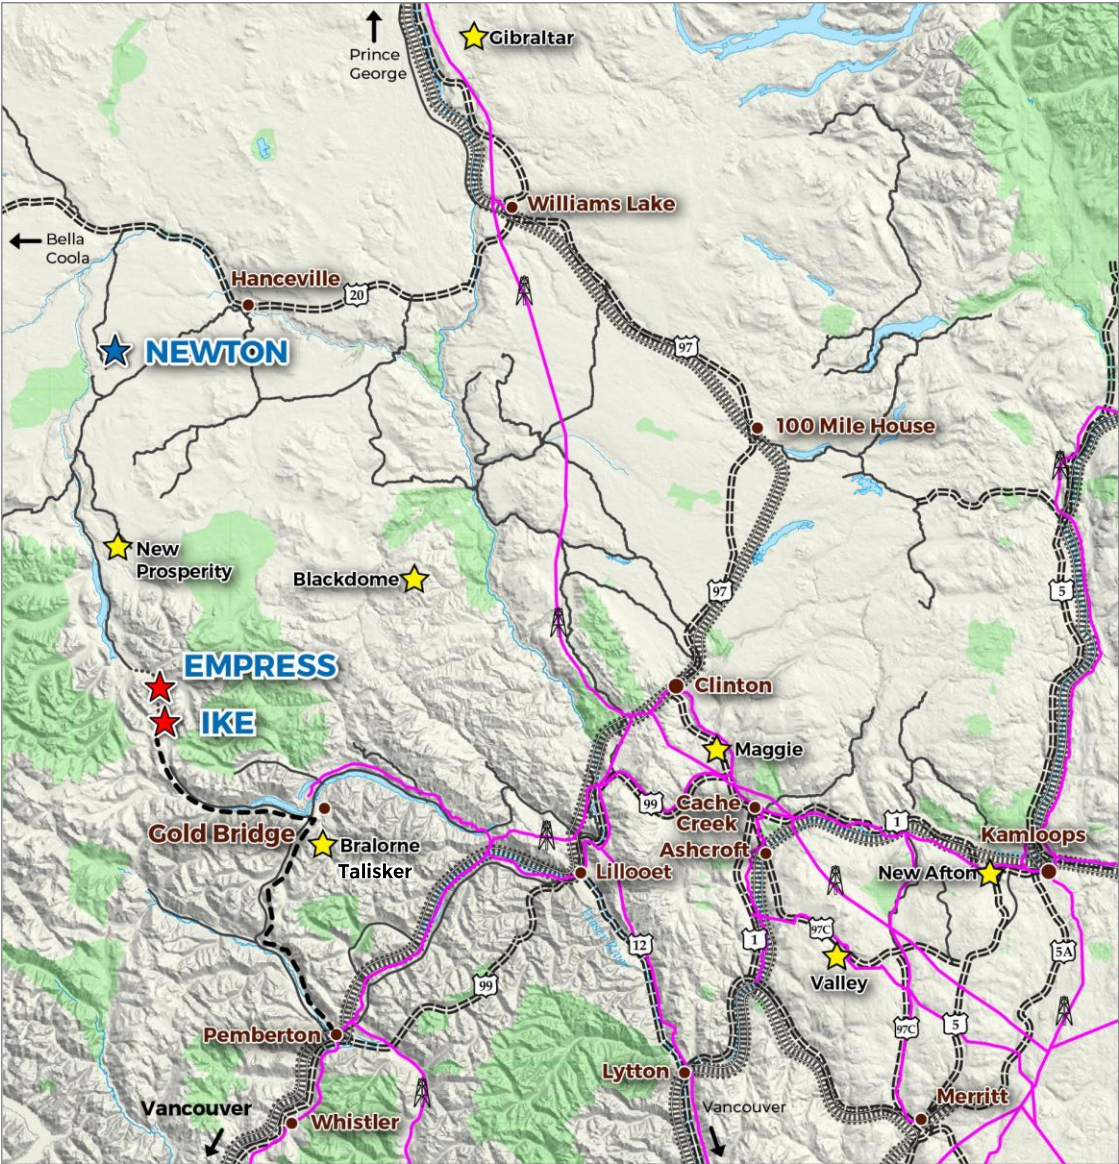 Gibraltar
Prince
George
Williams Lake
Bella
Coola
Hanceville
20
NEWTON
97
100 Mile House
New
Prosperity
Blackdome
97
5
EMPRESS
IKE
Clinton
Maggie
99
Cache
Creek
1
Kamloops
Gold Bridge
Bralorne
Talisker
Ashcroft
New Afton
Lillooet
Fraser River
12
1
97C
Valley
5A
99
Pemberton
97C
5
Lytton
Merritt
Vancouver
Vancouver
Whistler